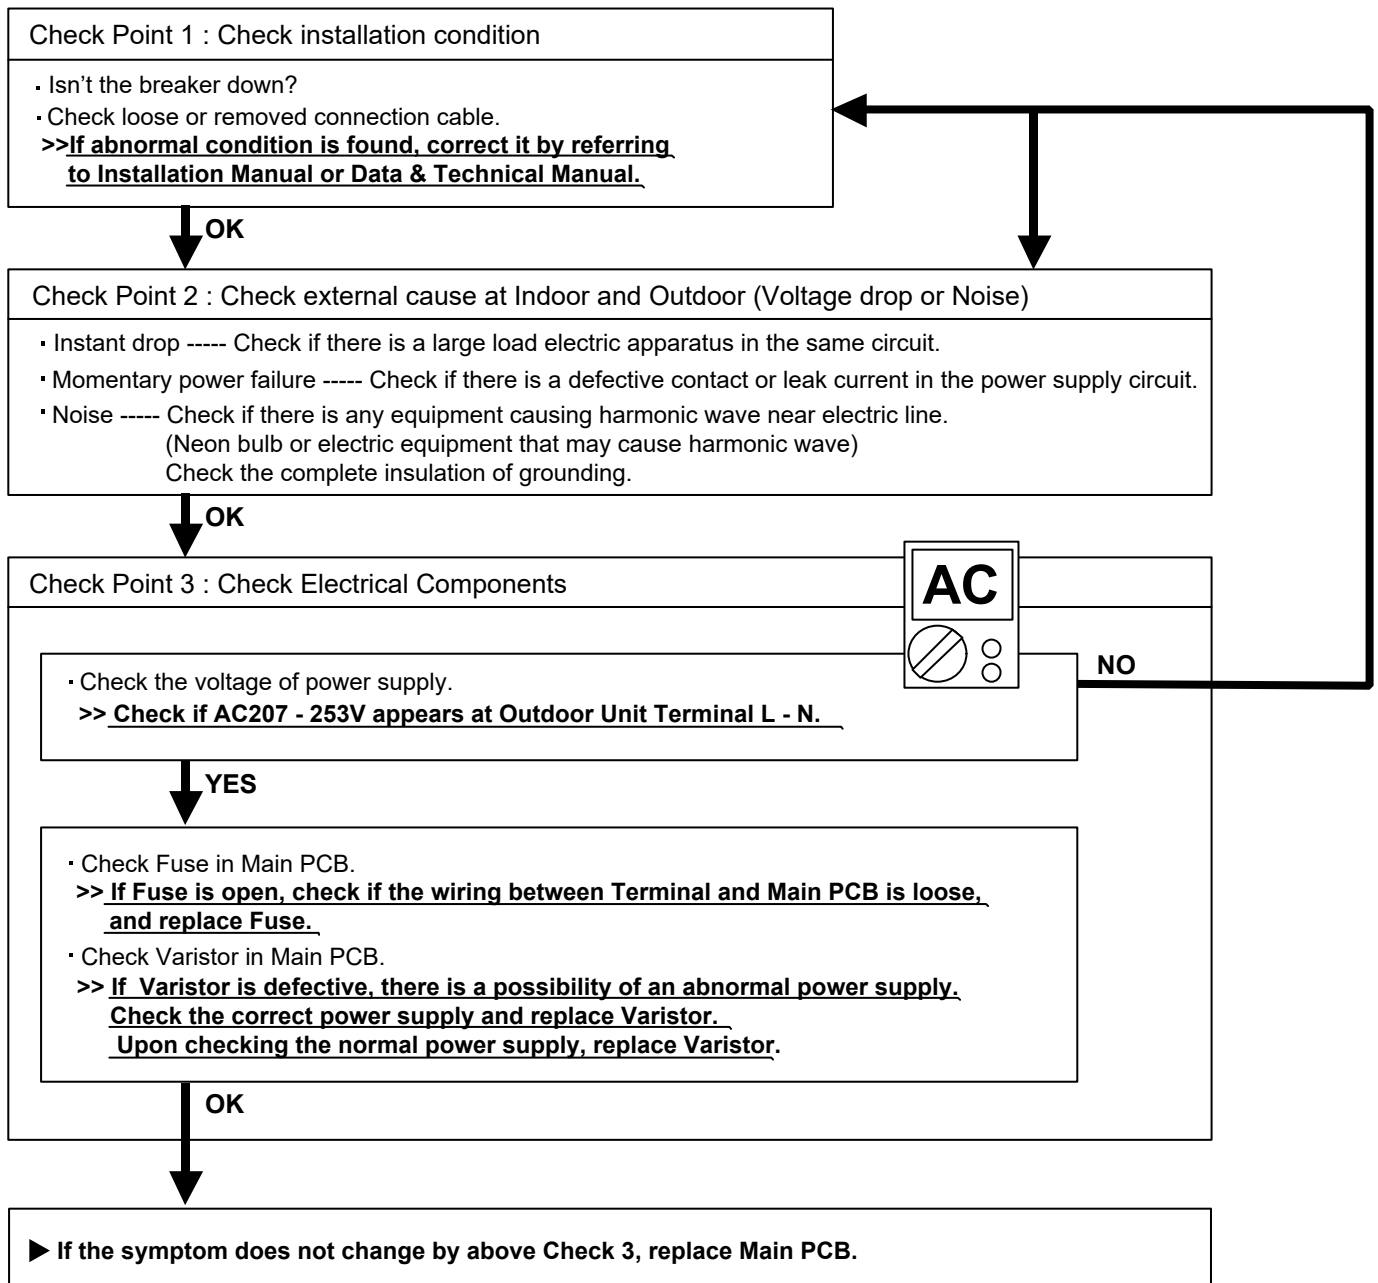 Check Point 1 : Check installation condition
· Isn't the breaker down?
· Check loose or removed connection cable.
>>If abnormal condition is found, correct it by referring
to Installation Manual or Data & Technical Manual.
OK
Check Point 2 : Check external cause at Indoor and Outdoor (Voltage drop or Noise)
· Instant drop ----- Check if there is a large load electric apparatus in the same circuit.
· Momentary power failure ----- Check if there is a defective contact or leak current in the power supply circuit.
· Noise ----- Check if there is any equipment causing harmonic wave near electric line.
(Neon bulb or electric equipment that may cause harmonic wave)
Check the complete insulation of grounding.
OK
Check Point 3 : Check Electrical Components
AC
· Check the voltage of power supply.
>> Check if AC207 - 253V appears at Outdoor Unit Terminal L - N.
NO
YES
· Check Fuse in Main PCB.
>> If Fuse is open, check if the wiring between Terminal and Main PCB is loose,
and replace Fuse.
· Check Varistor in Main PCB.
>> If  Varistor is defective, there is a possibility of an abnormal power supply.
Check the correct power supply and replace Varistor.
Upon checking the normal power supply, replace Varistor.
OK
▶ If the symptom does not change by above Check 3, replace Main PCB.